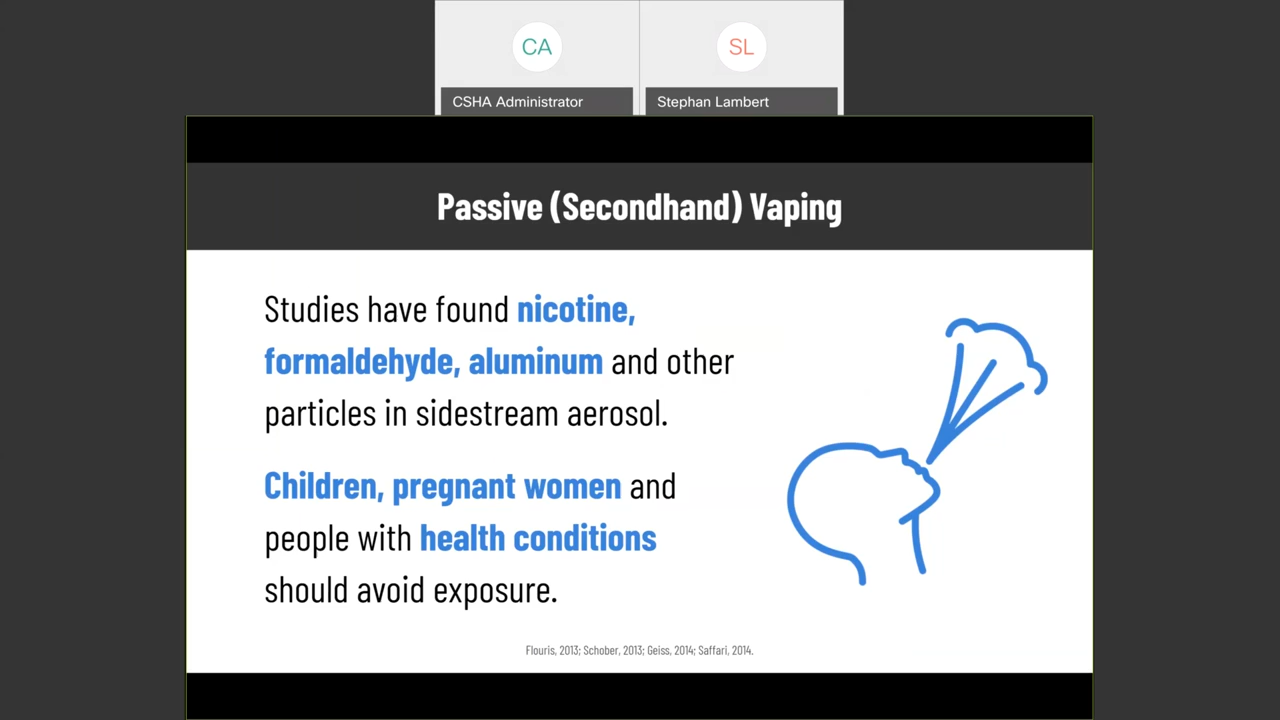 CA
SL
CSHA Administrator
Stephan Lambert
Passive (Secondhand) Vaping
Studies have found nicotine,
formaldehyde, aluminum and other
particles in sidestream aerosol.
Children, pregnant women and
people with health conditions
should avoid exposure.
Flouris, 2013; Schober, 2013; Geiss, 2014; Saffari, 2014.